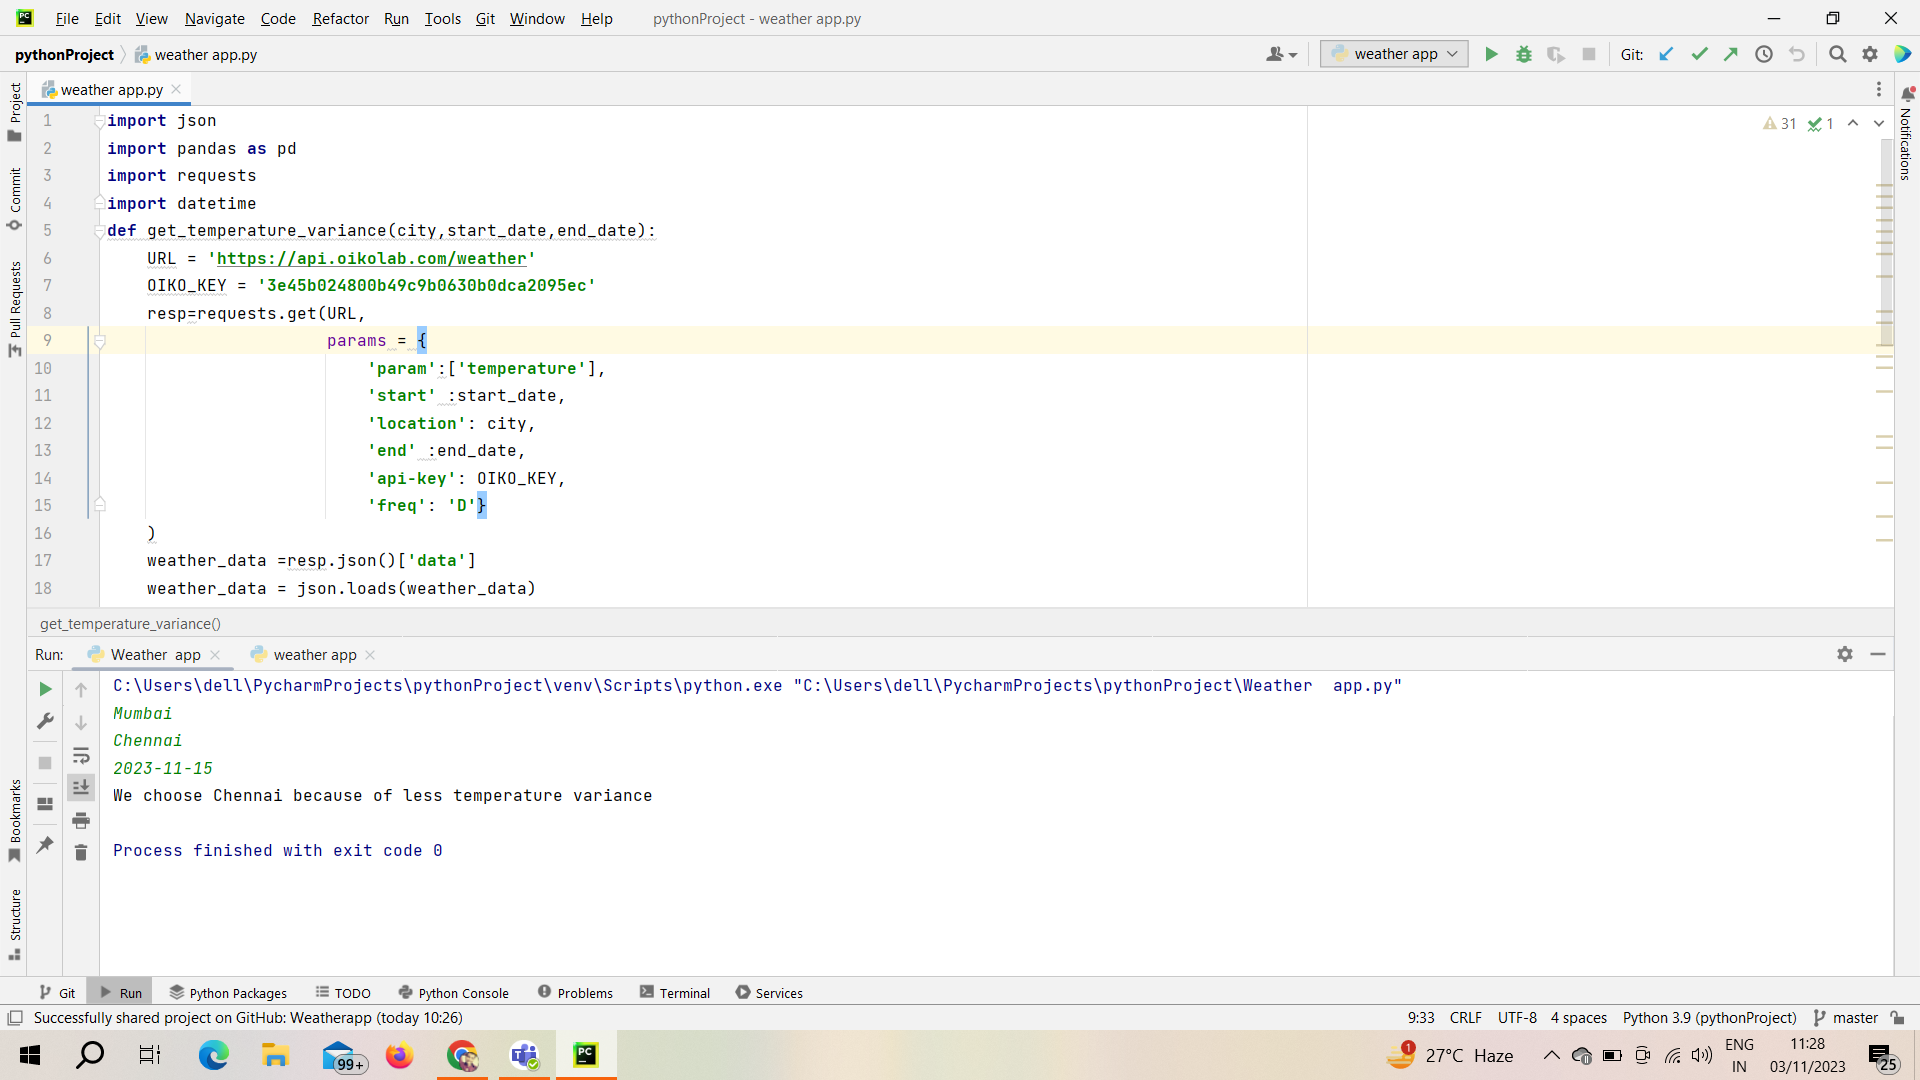 File Edit View Navigate Code Refactor Run Tools Git Window Help pythonProject - weather app.py
pythonProject weather app.py weather app Git:
weather app.py
31 1
1 import json
2 import pandas as pd
3 import requests
4 import datetime
5 def get_temperature_variance(city,start_date,end_date):
6 URL = 'https://api.oikolab.com/weather'
7 OIKO_KEY = '3e45b024800b49c9b0630b0dca2095ec'
8 resp=requests.get(URL,
9 params = {
10 'param':['temperature'],
11 'start' :start_date,
12 'location': city,
13 'end' :end_date,
14 'api-key': OIKO_KEY,
15 'freq': 'D'}
16 )
17 weather_data =resp.json()['data']
18 weather_data = json.loads(weather_data)
get_temperature_variance()
Project
Commit
Pull Requests
Bookmarks
Structure
Notifications
Run: Weather app weather app
C:\Users\dell\PycharmProjects\pythonProject\venv\Scripts\python.exe "C:\Users\dell\PycharmProjects\pythonProject\Weather  app.py"
Mumbai
Chennai
2023-11-15
We choose Chennai because of less temperature variance
Process finished with exit code 0
Git Run Python Packages TODO Python Console Problems Terminal Services
Successfully shared project on GitHub: Weatherapp (today 10:26) 9:33 CRLF UTF-8 4 spaces Python 3.9 (pythonProject) master
PC
99+
1
27°C Haze
ENG
IN
11:28
03/11/2023
25